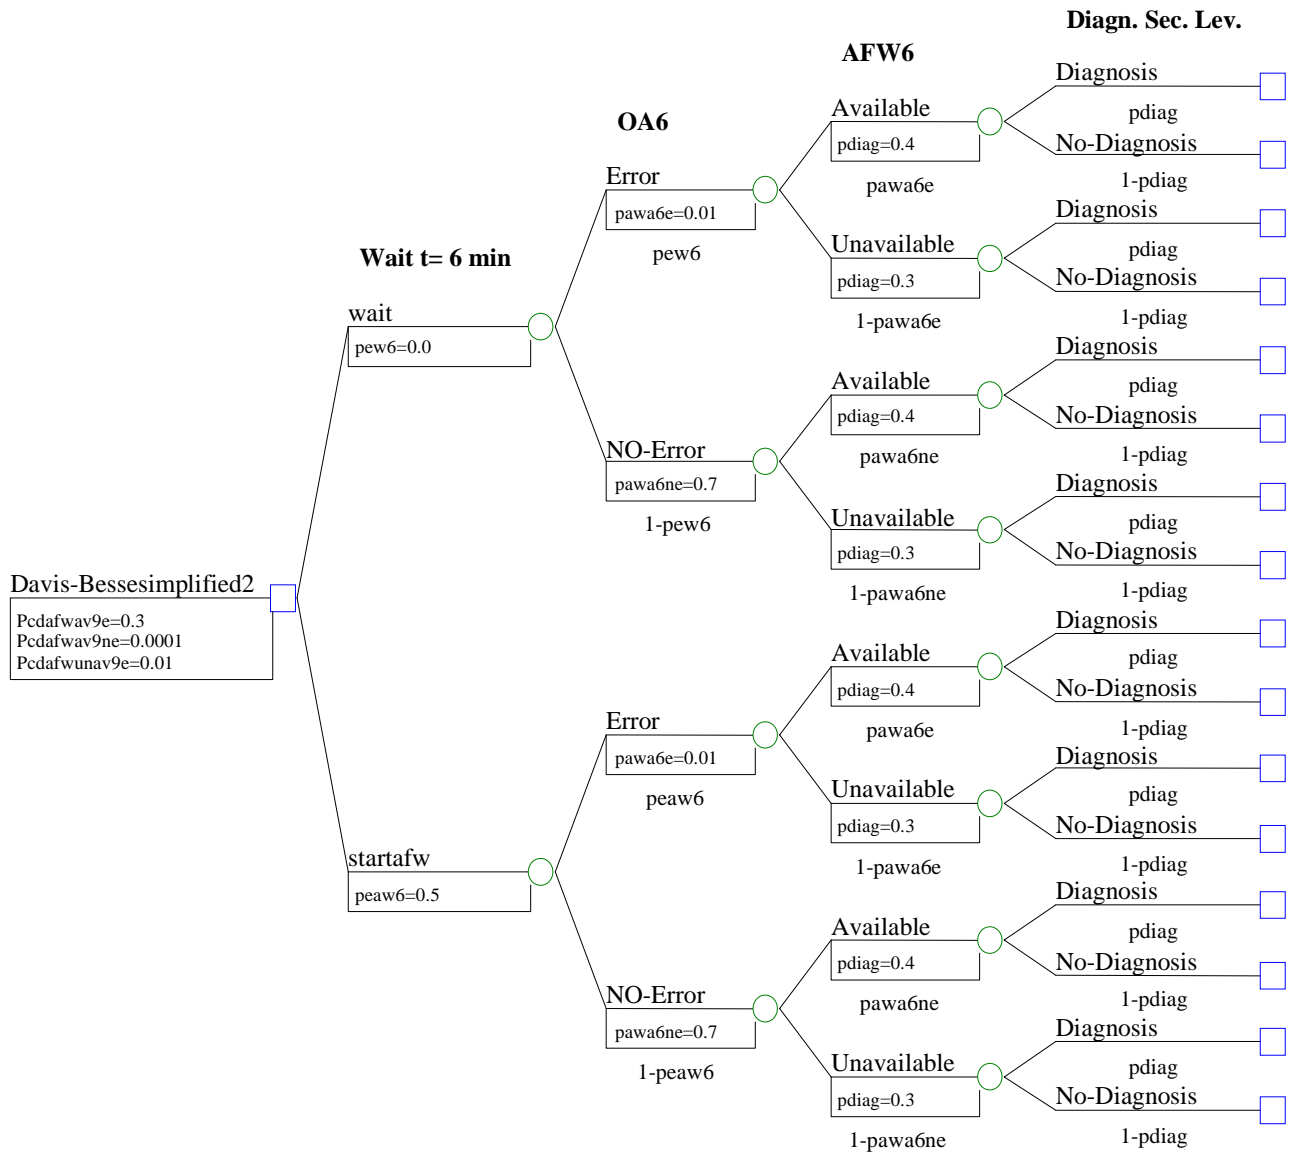 Diagn. Sec. Lev.
AFW6
OA6
Wait t= 6 min
Davis-Bessesimplified2
Pcdafwav9e=0.3
Pcdafwav9ne=0.0001
Pcdafwunav9e=0.01
wait
pew6=0.0
Error
pawa6e=0.01
pew6
Available
pdiag=0.4
pawa6e
Diagnosis
pdiag
No-Diagnosis
1-pdiag
Unavailable
pdiag=0.3
1-pawa6e
Diagnosis
pdiag
No-Diagnosis
1-pdiag
NO-Error
pawa6ne=0.7
1-pew6
Available
pdiag=0.4
pawa6ne
Diagnosis
pdiag
No-Diagnosis
1-pdiag
Unavailable
pdiag=0.3
1-pawa6ne
Diagnosis
pdiag
No-Diagnosis
1-pdiag
startafw
peaw6=0.5
Error
pawa6e=0.01
peaw6
Available
pdiag=0.4
pawa6e
Diagnosis
pdiag
No-Diagnosis
1-pdiag
Unavailable
pdiag=0.3
1-pawa6e
Diagnosis
pdiag
No-Diagnosis
1-pdiag
NO-Error
pawa6ne=0.7
1-peaw6
Available
pdiag=0.4
pawa6ne
Diagnosis
pdiag
No-Diagnosis
1-pdiag
Unavailable
pdiag=0.3
1-pawa6ne
Diagnosis
pdiag
No-Diagnosis
1-pdiag